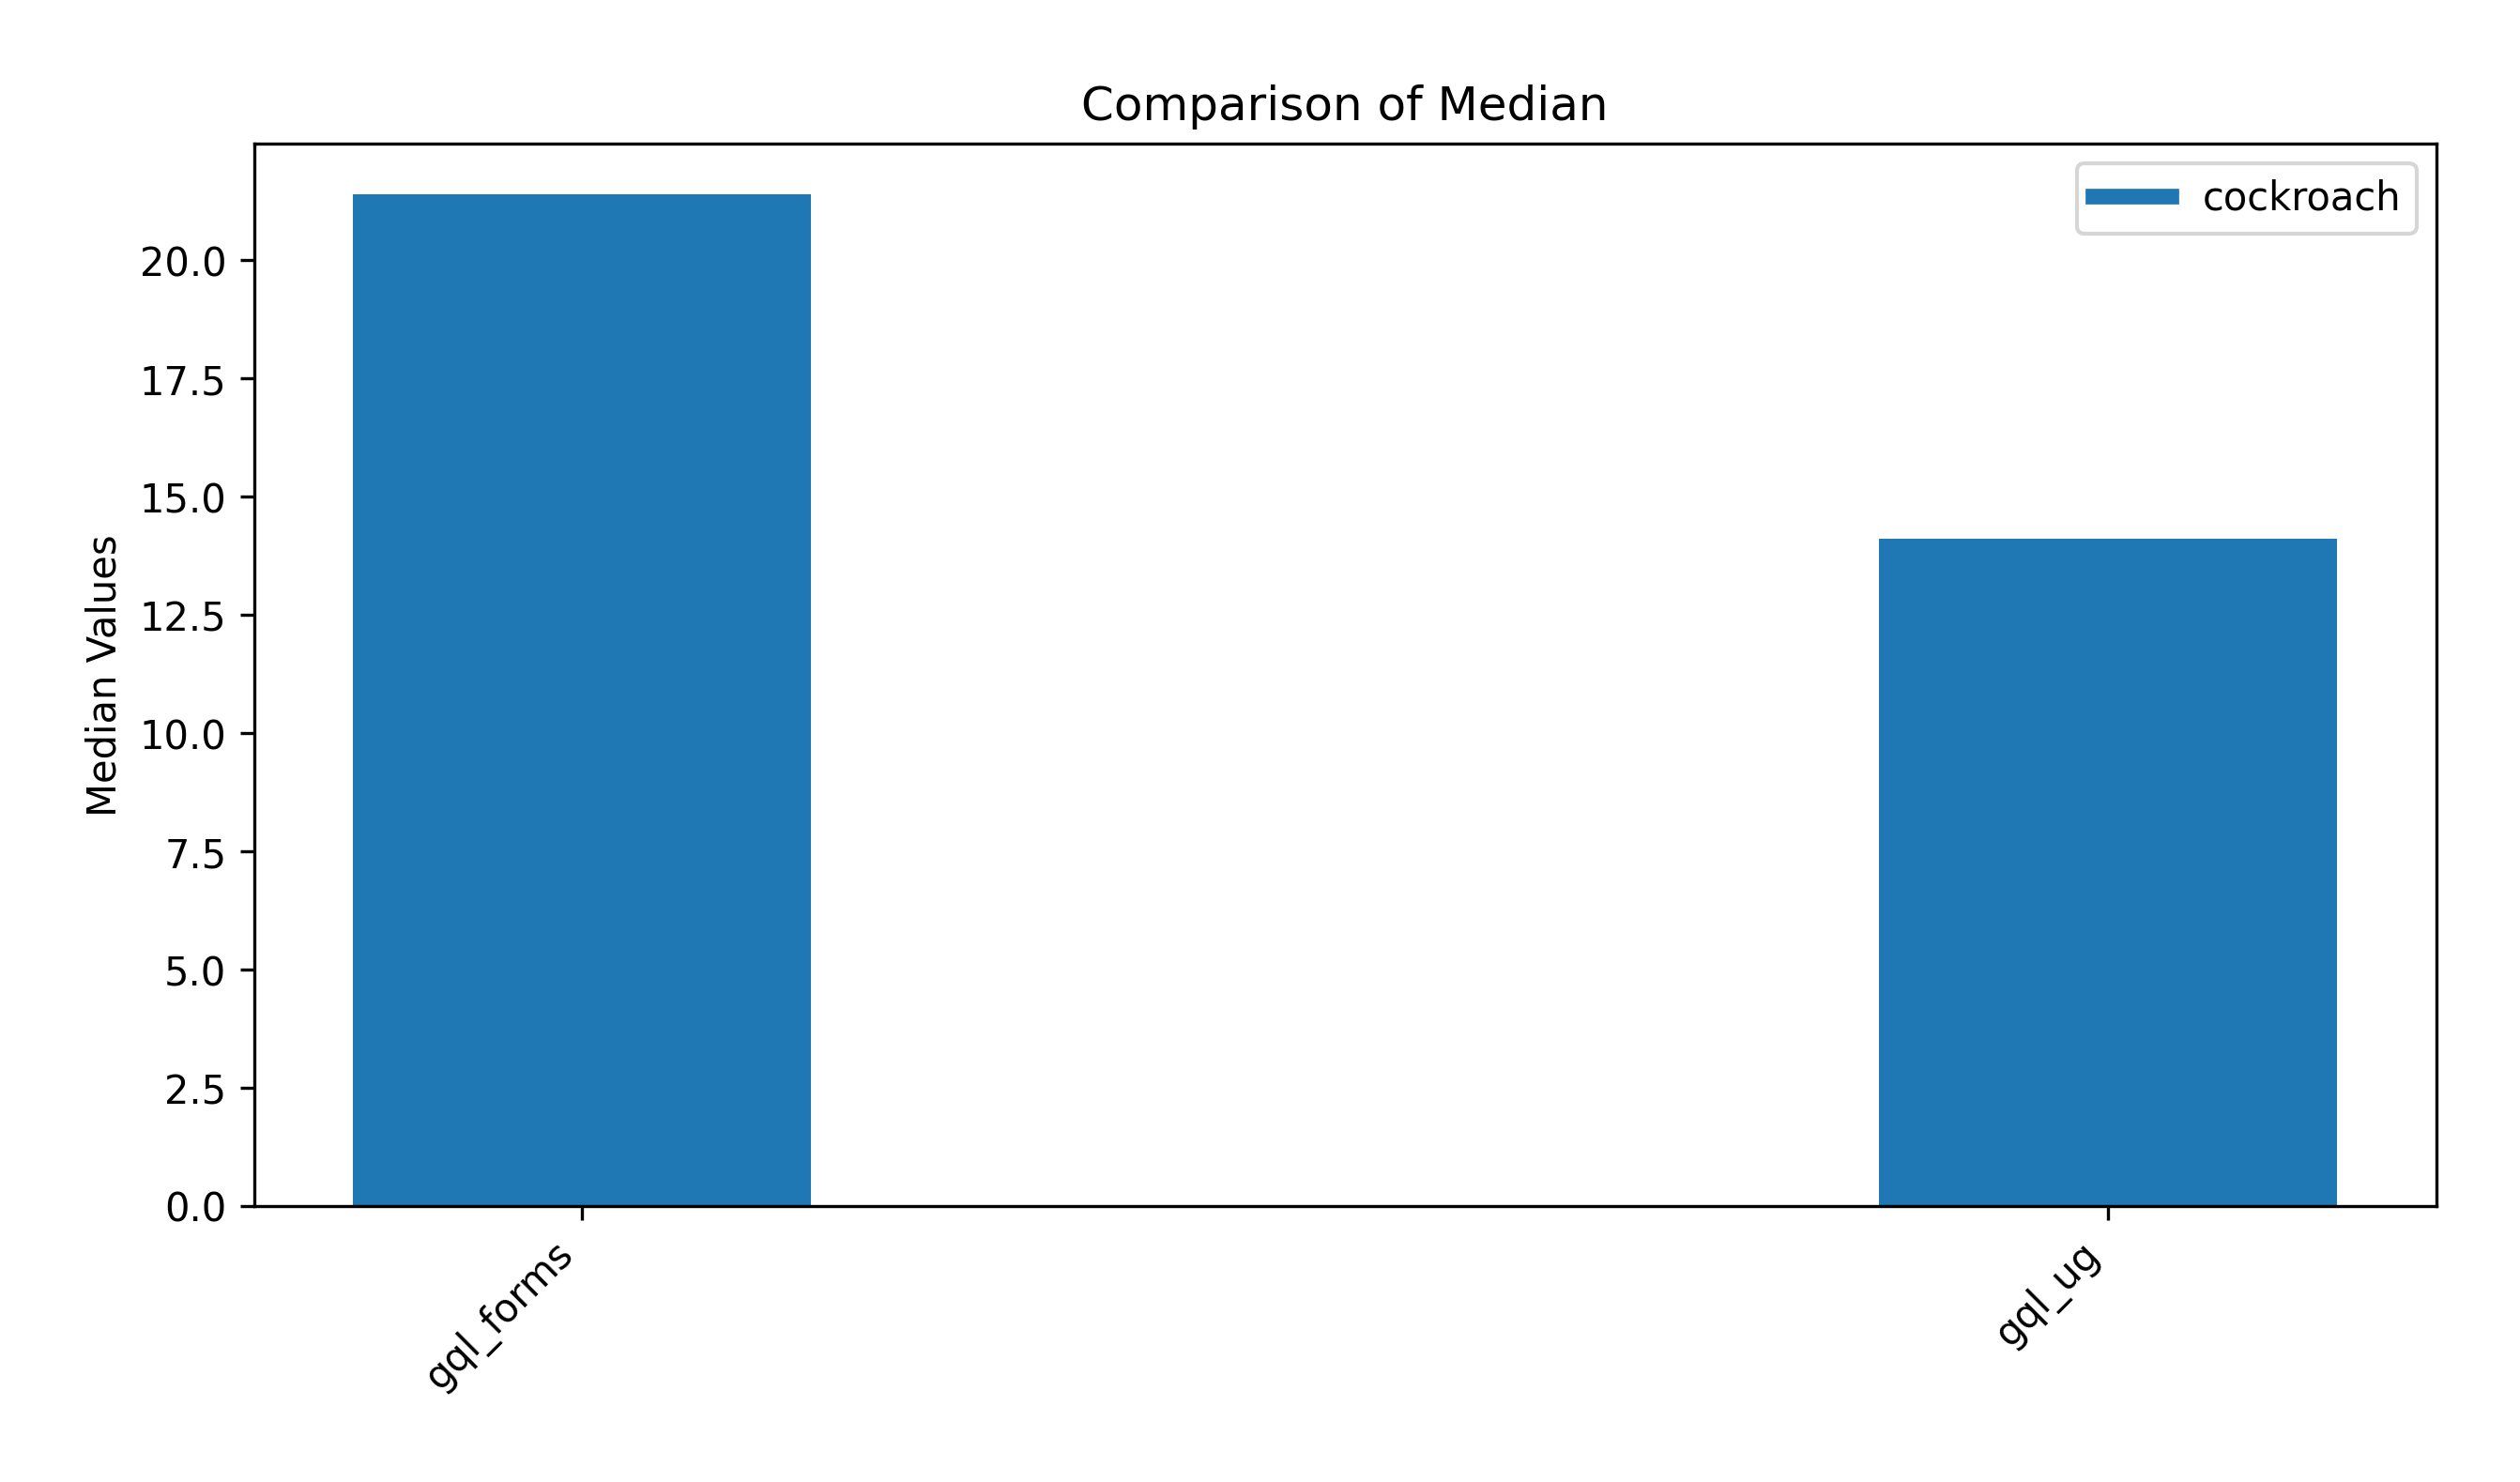 Comparison of Median
cockroach
Median Values
20.0
17.5
15.0
12.5
10.0
7.5
5.0
2.5
0.0
gql_forms
gql_ug